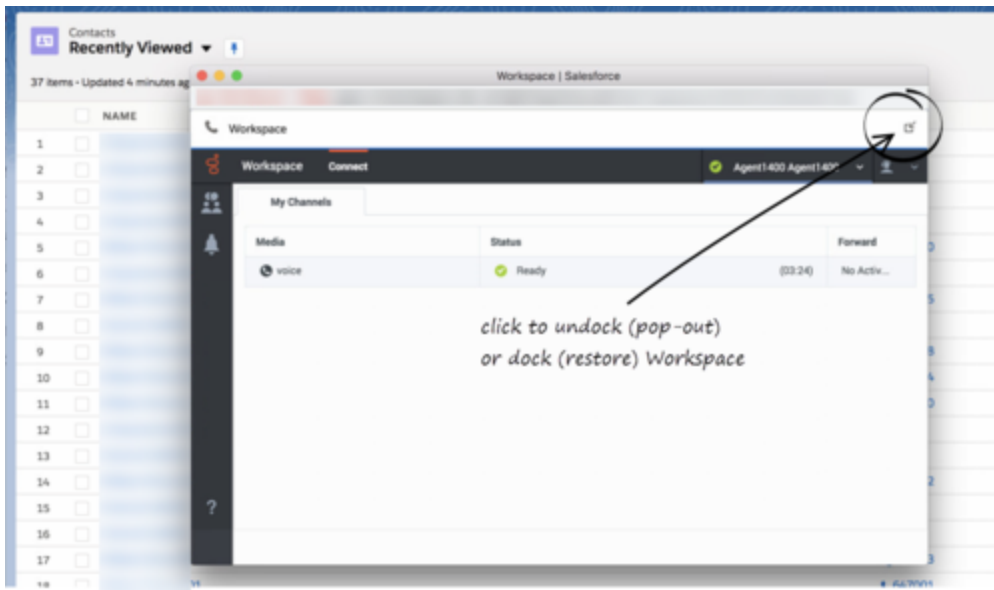 Contacts
Recently Viewed
37 items • Updated 4 minutes ag
Workspace | Salesforce
NAME
Workspace
Workspace Connect Agent1400 Agent1400
My Channels
Media Status Forward
voice Ready (03:24) No Activ...
click to undock (pop-out)
or dock (restore) Workspace
?
1
2
3
4
5
6
7
8
9
10
11
12
13
14
15
16
17
18
647001